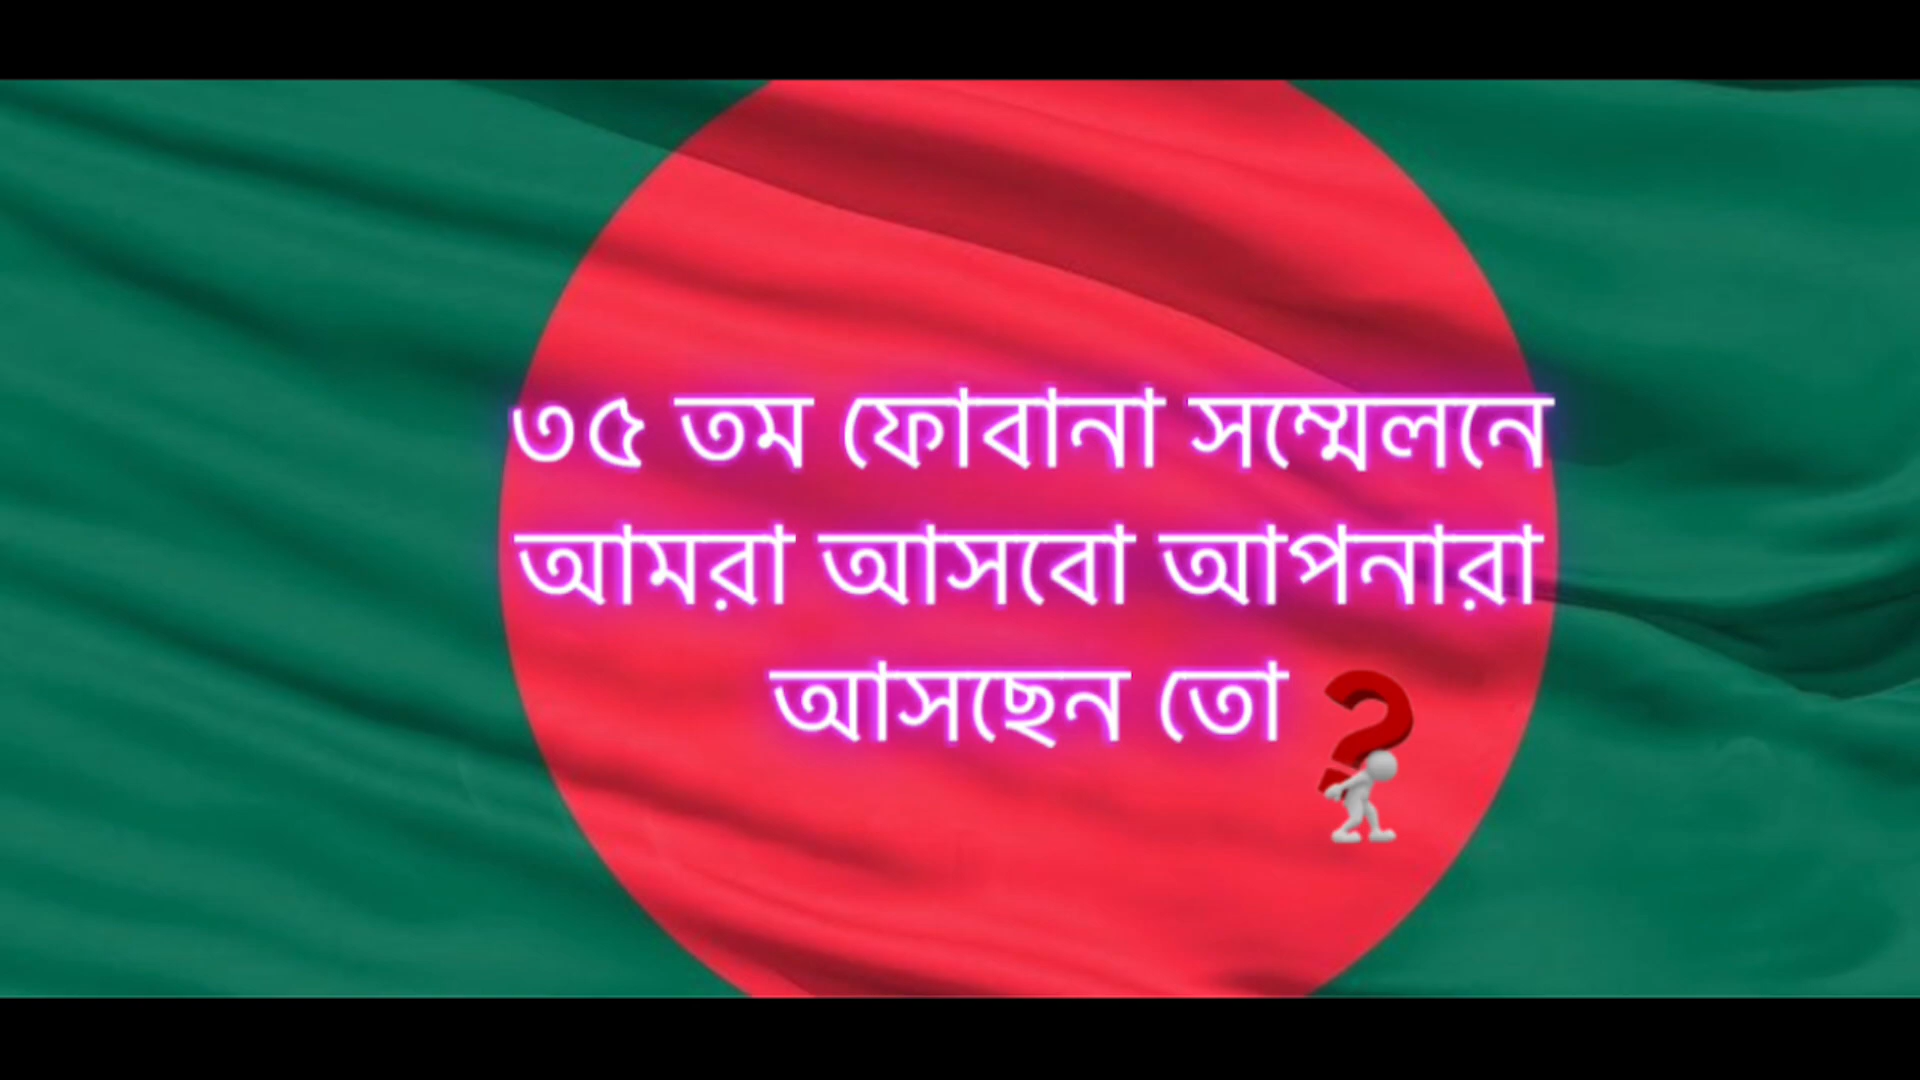 ৩৫ তম ফোবানা সম্মেলনে
আমরা আসবো আপনারা
আসছেন তো ?